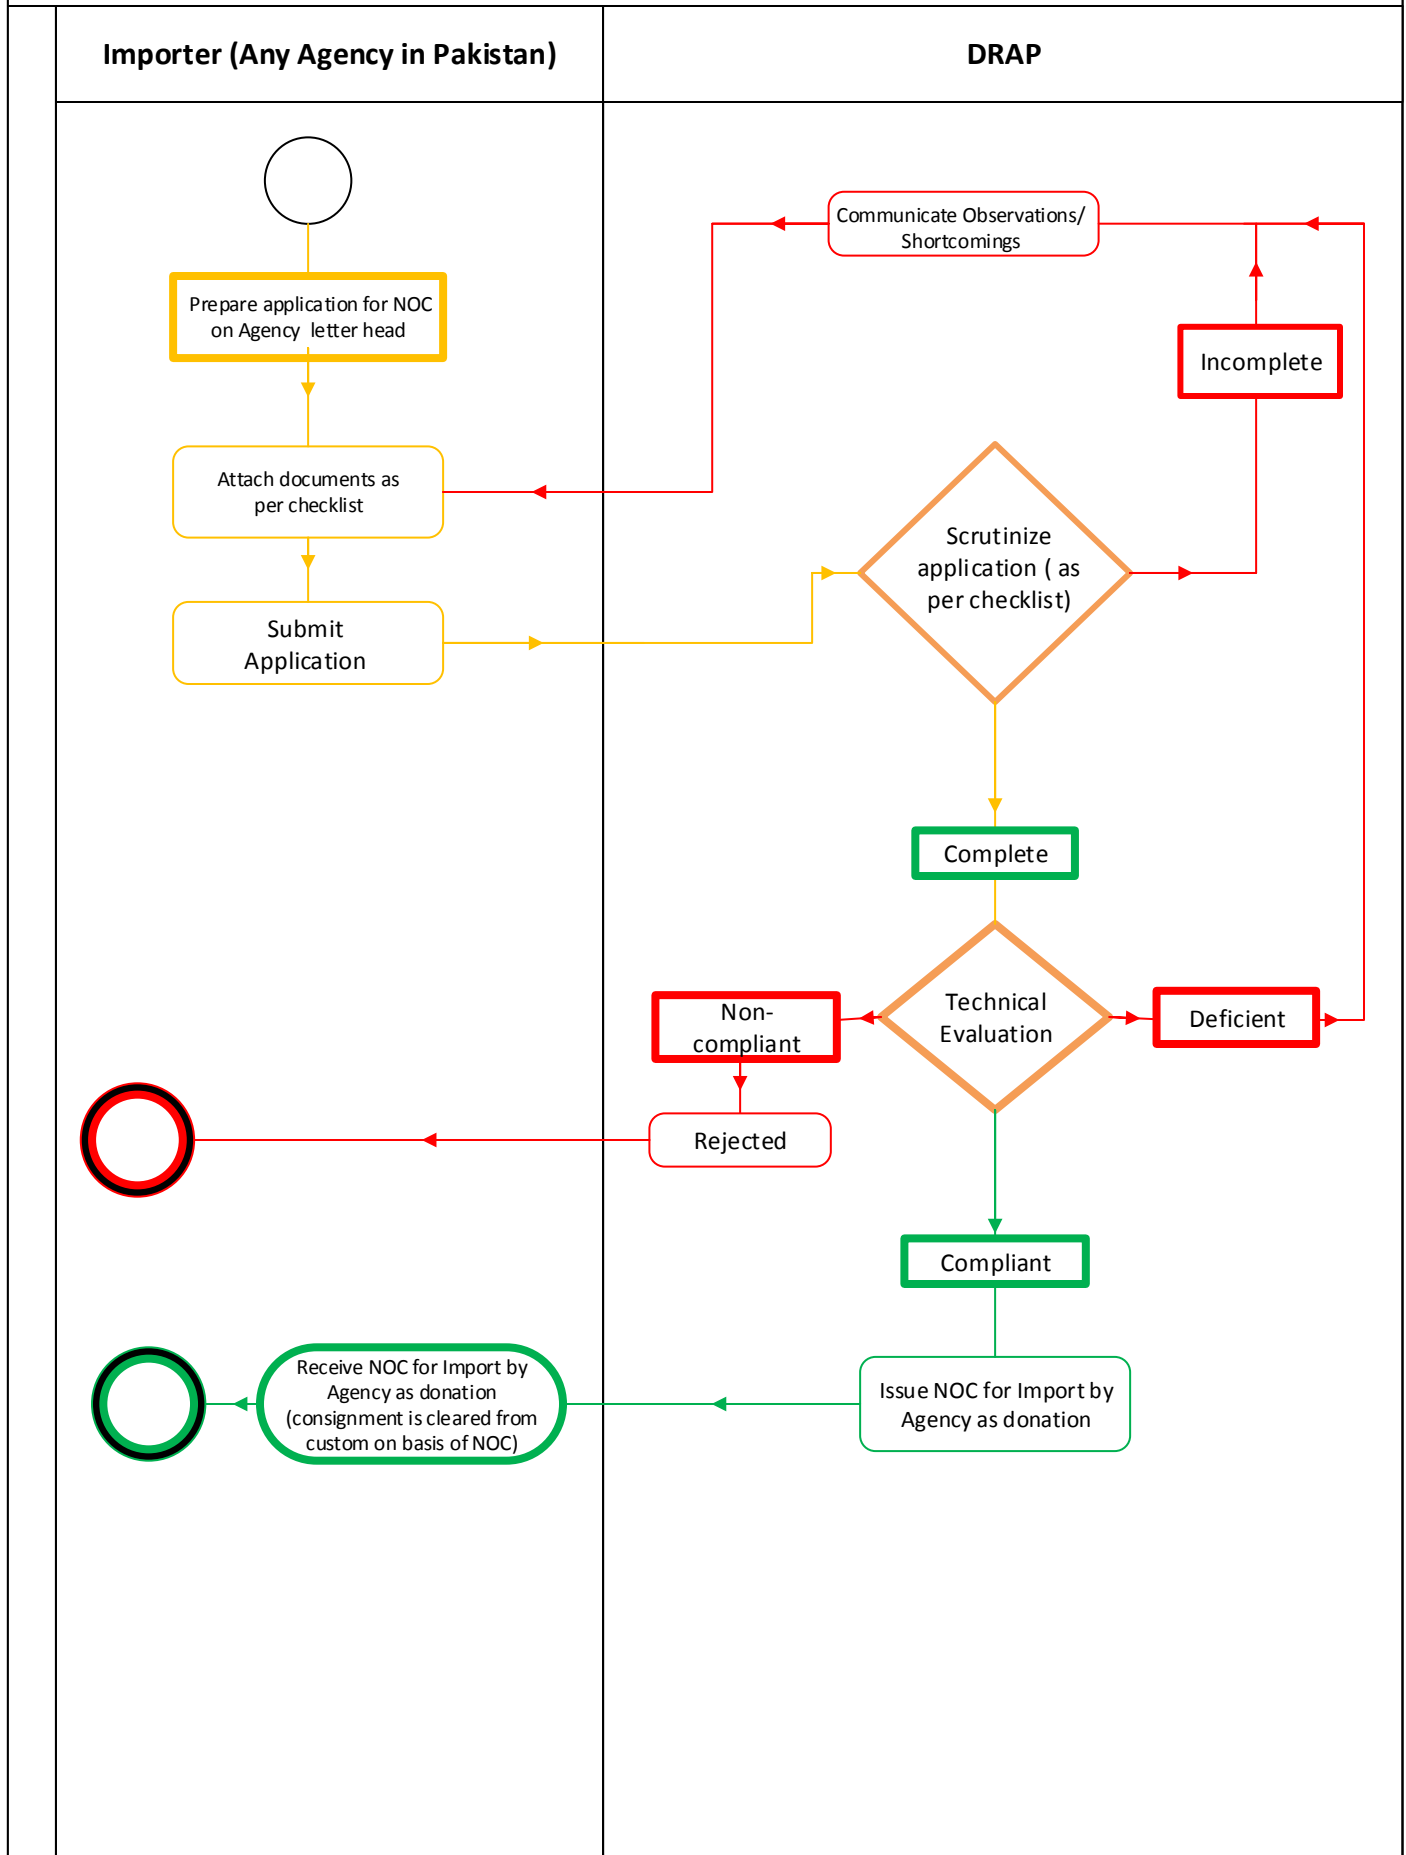 Importer (Any Agency in Pakistan)
DRAP
Communicate Observations/
Shortcomings
Prepare application for NOC
on Agency letter head
Incomplete
Attach documents as
per checklist
Scrutinize
application ( as
per checklist)
Submit
Application
Complete
Technical
Evaluation
Non-
compliant
Deficient
Rejected
Compliant
Receive NOC for Import by
Agency as donation
(consignment is cleared from
custom on basis of NOC)
Issue NOC for Import by
Agency as donation